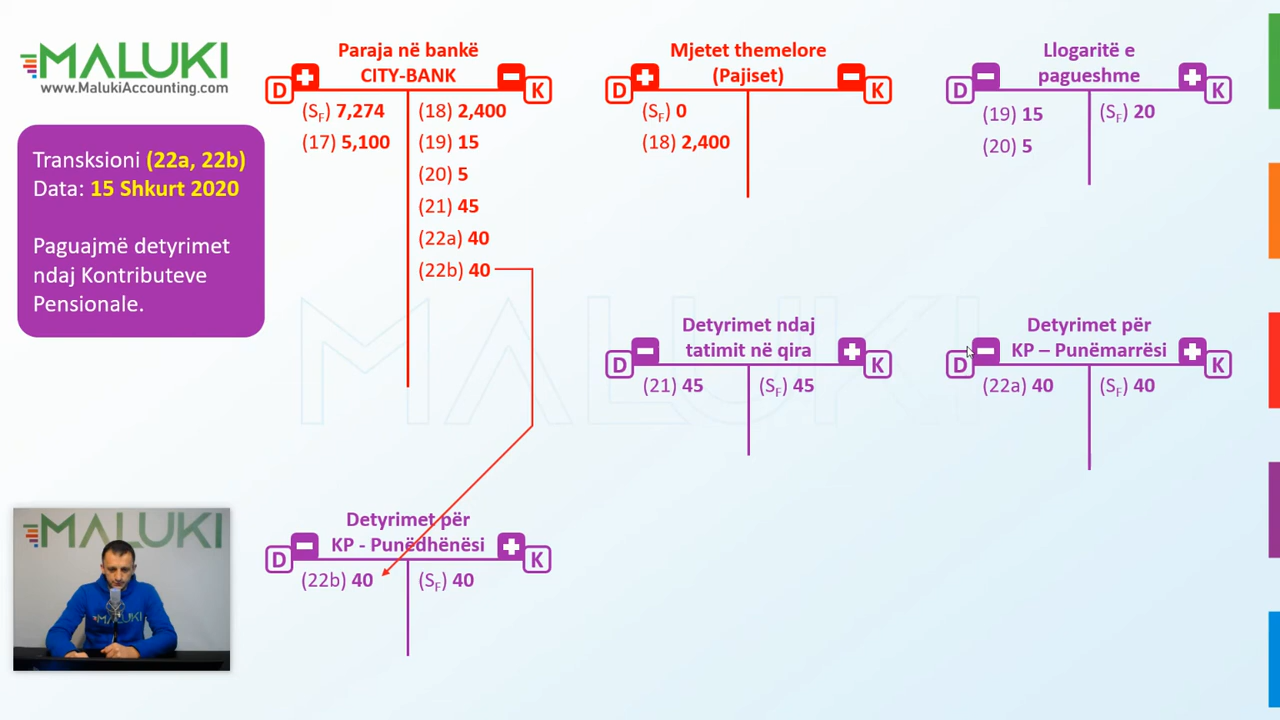 MALUKI
www.MalukiAccounting.com
Transksioni (22a, 22b)
Data: 15 Shkurt 2020
Paguajmë detyrimet
ndaj Kontributeve
Pensionale.
Paraja në bankë
CITY-BANK
D + − K
(SF) 7,274
(17) 5,100
(18) 2,400
(19) 15
(20) 5
(21) 45
(22a) 40
(22b) 40
Mjetet themelore
(Pajiset)
D + − K
(SF) 0
(18) 2,400
Llogaritë e
pagueshme
D − + K
(19) 15
(20) 5
(SF) 20
Detyrimet ndaj
tatimit në qira
D − + K
(21) 45
(SF) 45
Detyrimet për
KP – Punëmarrësi
D − + K
(22a) 40
(SF) 40
Detyrimet për
KP - Punëdhënësi
D − + K
(22b) 40
(SF) 40
MALUKI
MALUKI
MALUKI